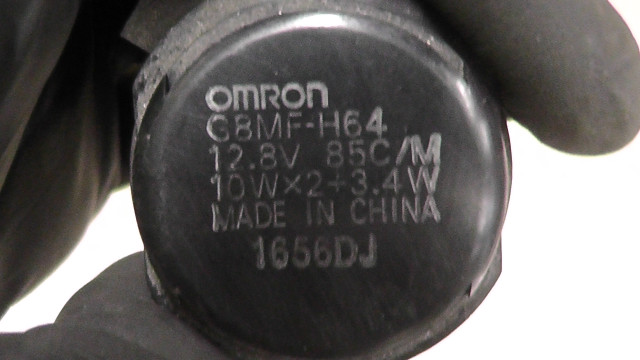 OMRON
G8MF-H64
12.8V 85C/M
10W×2+3.4W
MADE IN CHINA
1656DJ